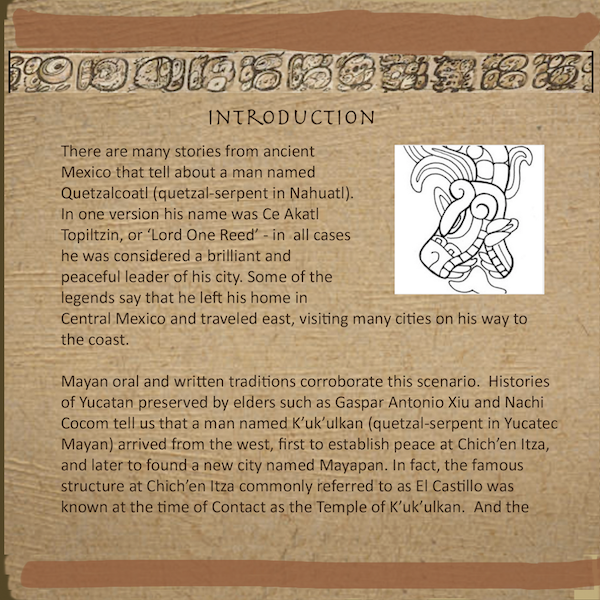 INTRODUCTION
There are many stories from ancient
Mexico that tell about a man named
Quetzalcoatl (quetzal-serpent in Nahuatl).
In one version his name was Ce Akatl
Topiltzin, or ‘Lord One Reed’ - in  all cases
he was considered a brilliant and
peaceful leader of his city. Some of the
legends say that he left his home in
Central Mexico and traveled east, visiting many cities on his way to
the coast.
Mayan oral and written traditions corroborate this scenario.  Histories
of Yucatan preserved by elders such as Gaspar Antonio Xiu and Nachi
Cocom tell us that a man named K’uk’ulkan (quetzal-serpent in Yucatec
Mayan) arrived from the west, first to establish peace at Chich’en Itza,
and later to found a new city named Mayapan. In fact, the famous
structure at Chich’en Itza commonly referred to as El Castillo was
known at the time of Contact as the Temple of K’uk’ulkan.  And the